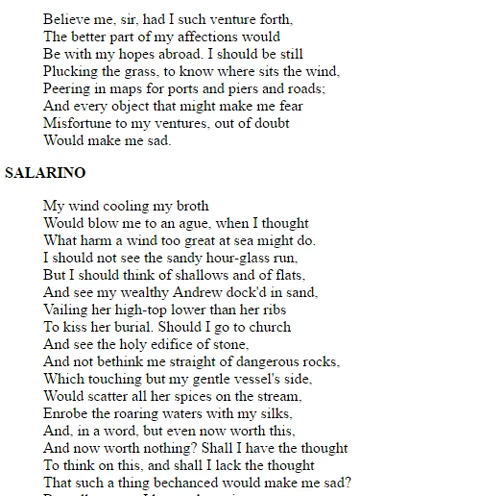 Believe me, sir, had I such venture forth,
The better part of my affections would
Be with my hopes abroad. I should be still
Plucking the grass, to know where sits the wind,
Peering in maps for ports and piers and roads;
And every object that might make me fear
Misfortune to my ventures, out of doubt
Would make me sad.
SALARINO
My wind cooling my broth
Would blow me to an ague, when I thought
What harm a wind too great at sea might do.
I should not see the sandy hour-glass run,
But I should think of shallows and of flats,
And see my wealthy Andrew dock'd in sand,
Vailing her high-top lower than her ribs
To kiss her burial. Should I go to church
And see the holy edifice of stone,
And not bethink me straight of dangerous rocks,
Which touching but my gentle vessel's side,
Would scatter all her spices on the stream,
Enrobe the roaring waters with my silks,
And, in a word, but even now worth this,
And now worth nothing? Shall I have the thought
To think on this, and shall I lack the thought
That such a thing bechanced would make me sad?